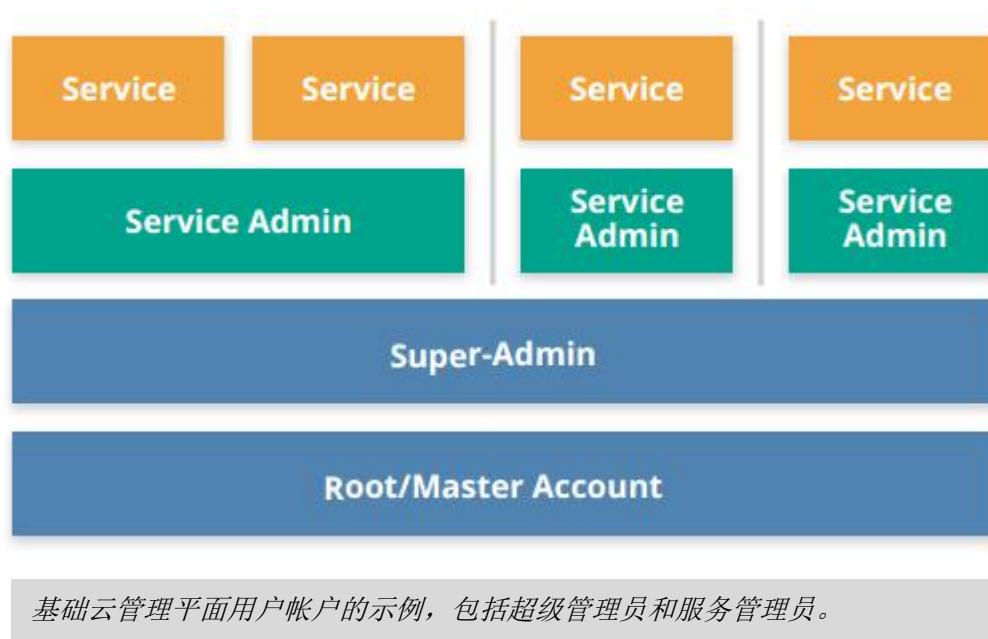 Service Service Service Service
Service Admin Service Admin Service Admin
Super-Admin
Root/Master Account
基础云管理平面用户帐户的示例，包括超级管理员和服务管理员。